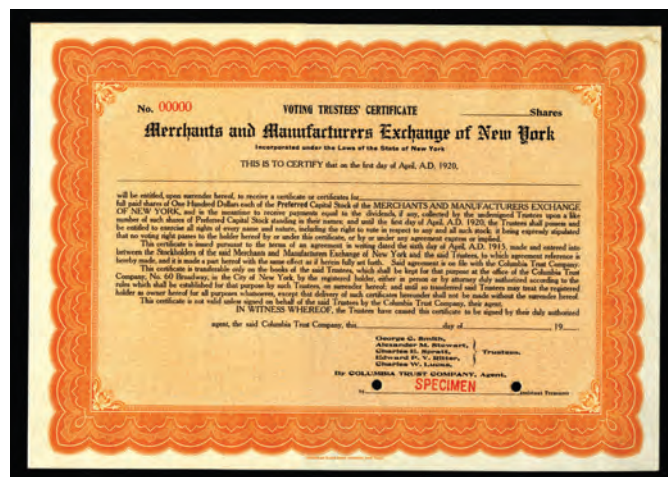 No. 00000 VOTING TRUSTEES' CERTIFICATE Shares
Merchants and Manufacturers Exchange of New York
Incorporated under the Laws of the State of New York
THIS IS TO CERTIFY that on the first day of April, A.D. 1920,
will be entitled, upon surrender hereof, to receive a certificate or certificates for
full paid shares of One Hundred Dollars each of the Preferred Capital Stock of the MERCHANTS AND MANUFACTURERS EXCHANGE
OF NEW YORK, and in the meantime to receive payments equal to the dividends, if any, collected by the undersigned Trustees upon a like
number of such shares of Preferred Capital Stock standing in their names; and until the first day of April, A.D. 1920, the Trustees shall possess and
be entitled to exercise all rights of every name and nature, including the right to vote in respect to any and all such stock; it being expressly stipulated
that no voting right passes to the holder hereof by or under this certificate, or by or under any agreement express or implied.
This certificate is issued pursuant to the terms of an agreement in writing dated the sixth day of April, A.D. 1915, made and entered into
between the Stockholders of the said Merchants and Manufacturers Exchange of New York and the said Trustees, to which agreement reference is
hereby made, and it is made a part hereof with the same effect as if herein fully set forth. Said agreement is on file with the Columbia Trust Company.
This certificate is transferable only on the books of the said Trustees, which shall be kept for that purpose at the office of the Columbia Trust
Company, No. 60 Broadway, in the City of New York, by the registered holder, either in person or by attorney duly authorized according to the
rules which shall be established for that purpose by such Trustees, on surrender hereof; and until so transferred said Trustees may treat the registered
holder as owner hereof for all purposes whatsoever, except that delivery of such certificates hereunder shall not be made without the surrender hereof.
This certificate is not valid unless signed on behalf of the said Trustees by the Columbia Trust Company, their agent.
IN WITNESS WHEREOF, the Trustees have caused this certificate to be signed by their duly authorized
agent, the said Columbia Trust Company, this day of 19
George C. Smith,
Alexander M. Stewart,
Charles E. Spratt, Trustees.
Edward P. V. Ritter,
Charles W. Lucas,
By COLUMBIA TRUST COMPANY, Agent,
By SPECIMEN Assistant Treasurer